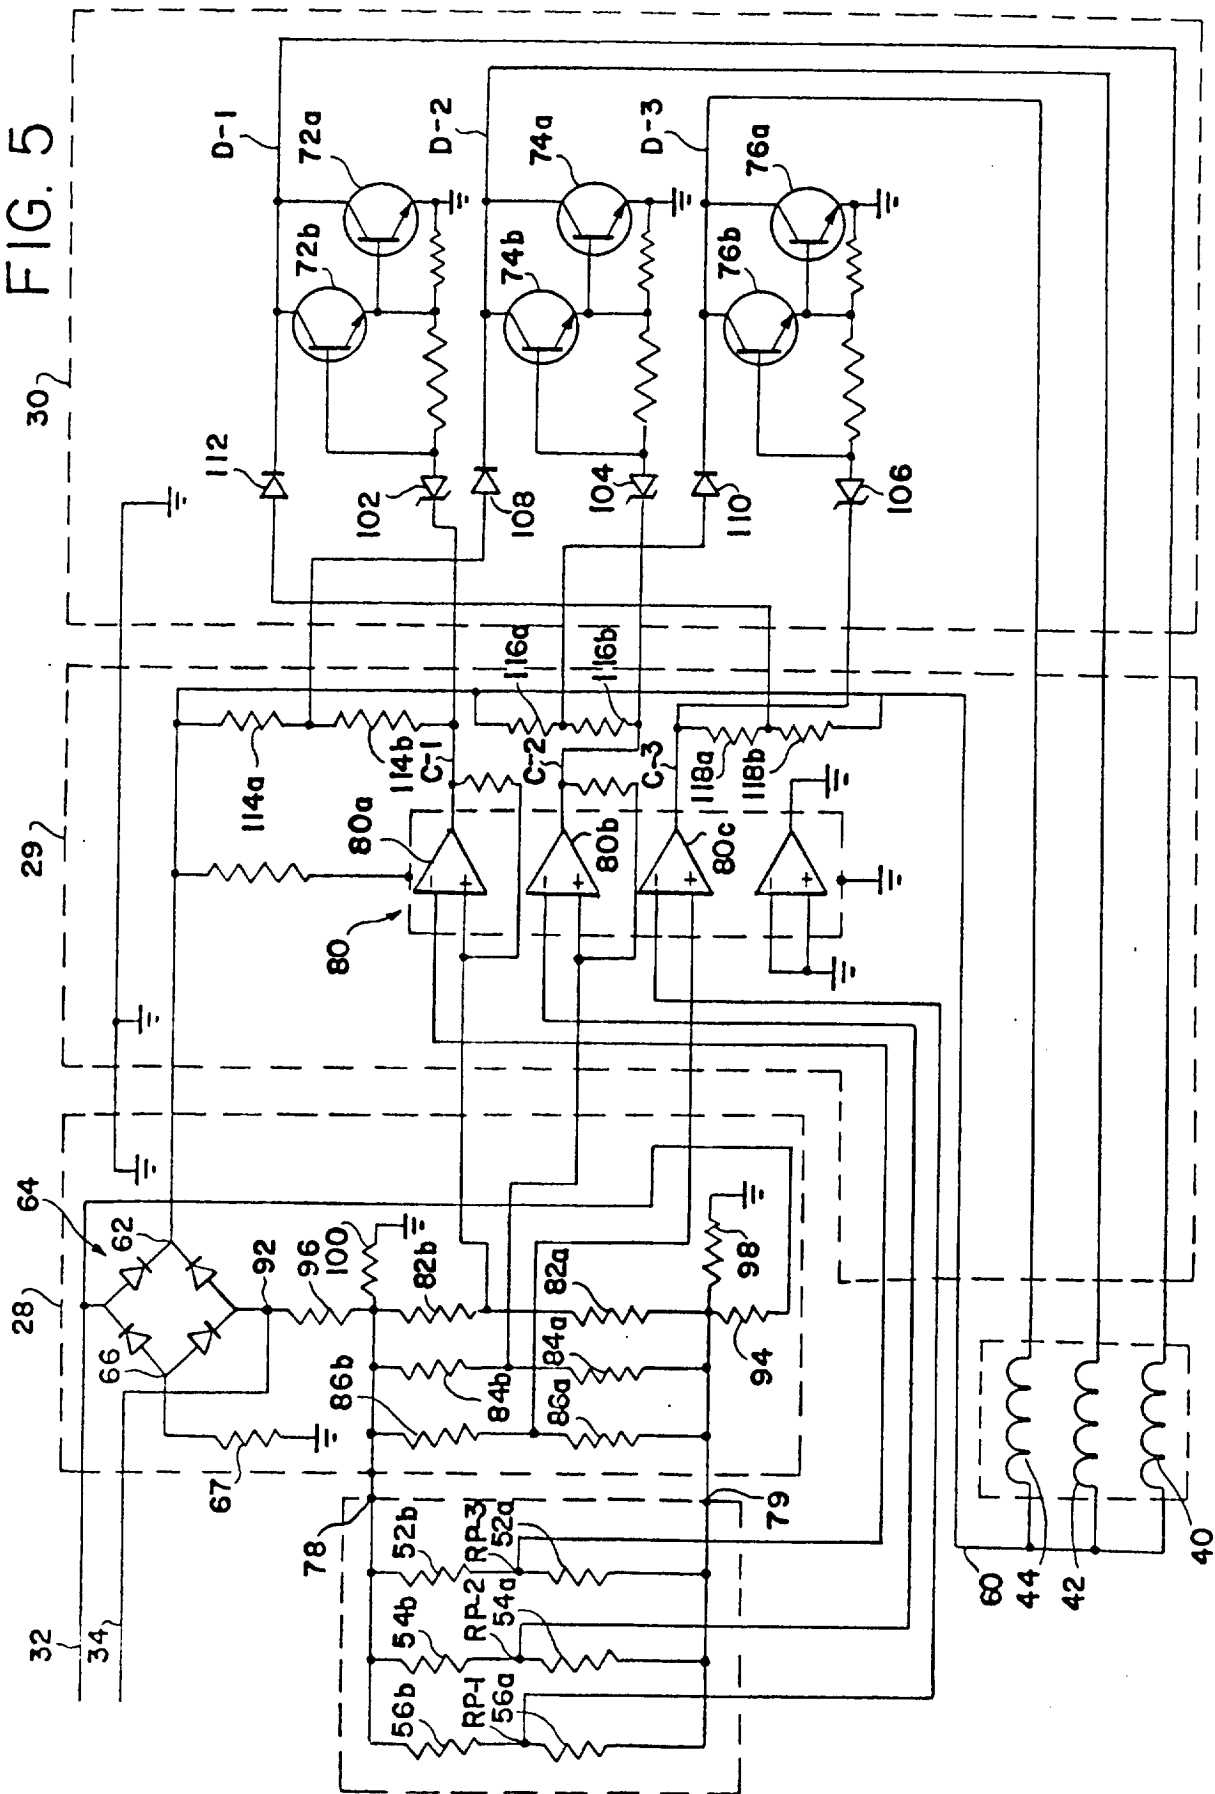 FIG. 5
30
D-1
72a
72b
112
102
D-2
74a
74b
108
104
D-3
76a
76b
110
106
29
114a
114b
C-1
80a
80
116a
116b
C-2
80b
C-3
80c
118a
118b
-
+
-
+
-
+
-
+
28
64
62
66
92
96
100
67
82b
82a
84b
84a
86b
86a
98
94
32
34
78
79
52b
RP-3
52a
54b
RP-2
54a
56b
RP-1
56a
60
44
42
40